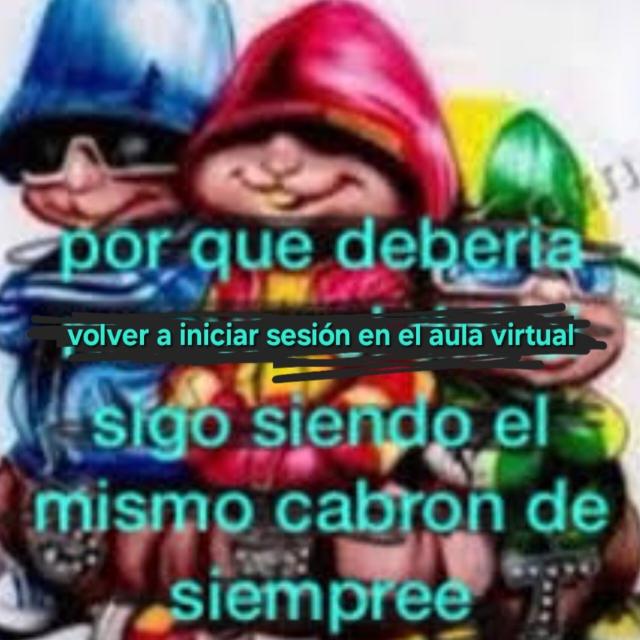 por que deberia
volver a iniciar sesión en el aula virtual
sigo siendo el
mismo cabron de
siempree